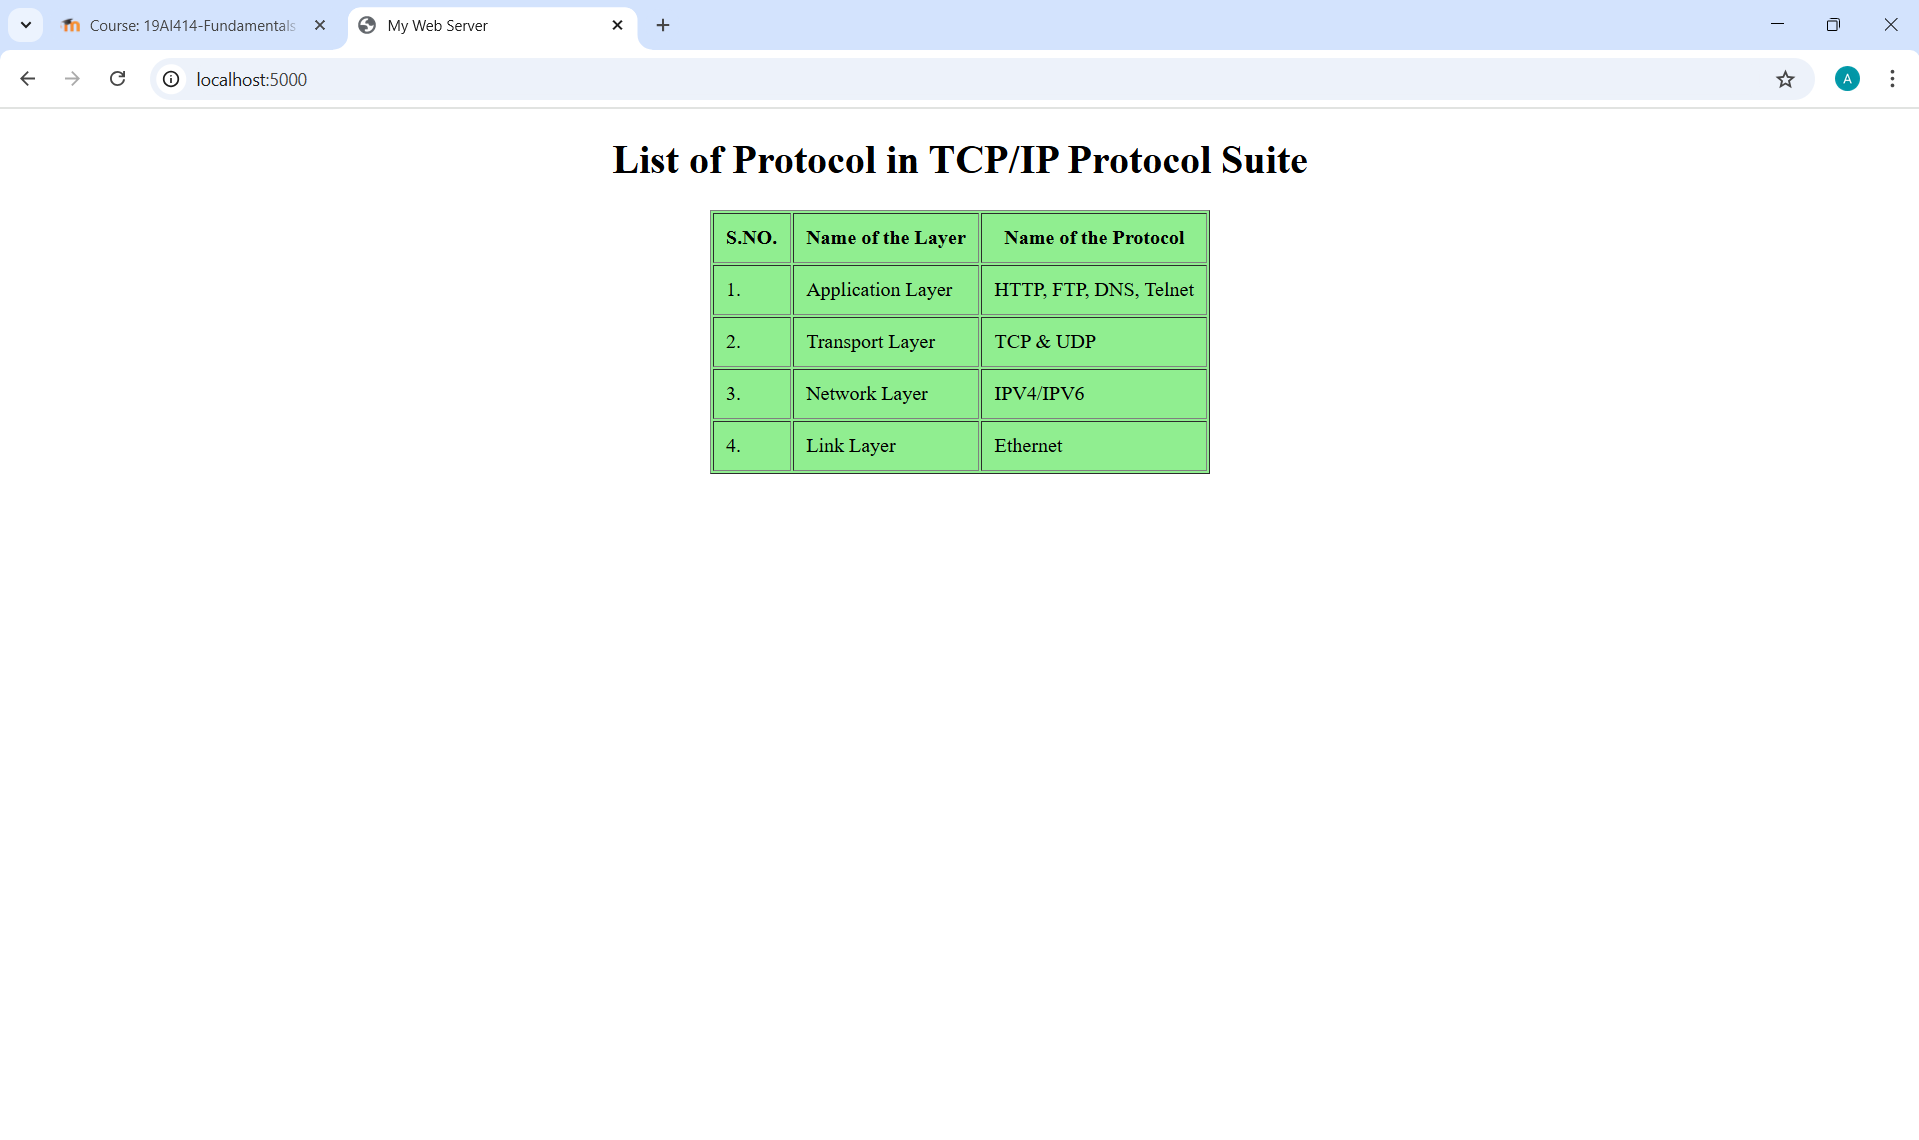 Course: 19AI414-Fundamentals
My Web Server
localhost:5000
A
List of Protocol in TCP/IP Protocol Suite
S.NO. Name of the Layer Name of the Protocol
1. Application Layer HTTP, FTP, DNS, Telnet
2. Transport Layer TCP & UDP
3. Network Layer IPV4/IPV6
4. Link Layer Ethernet